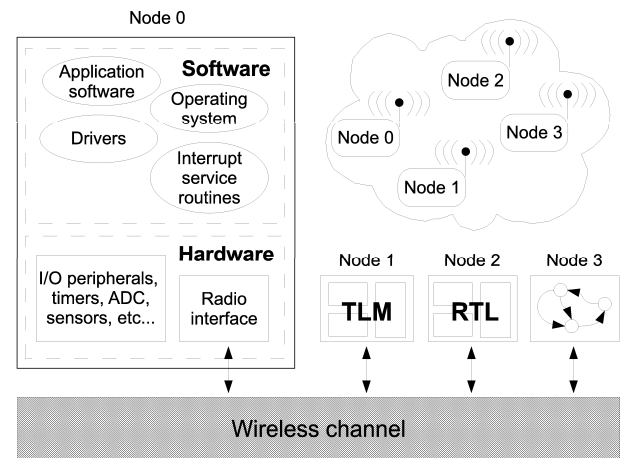 Node 0
Software
Application
software
Operating
system
Drivers
Interrupt
service
routines
Hardware
I/O peripherals,
timers, ADC,
sensors, etc...
Radio
interface
Node 2
Node 0
Node 3
Node 1
Node 1
Node 2
Node 3
TLM
RTL
Wireless channel